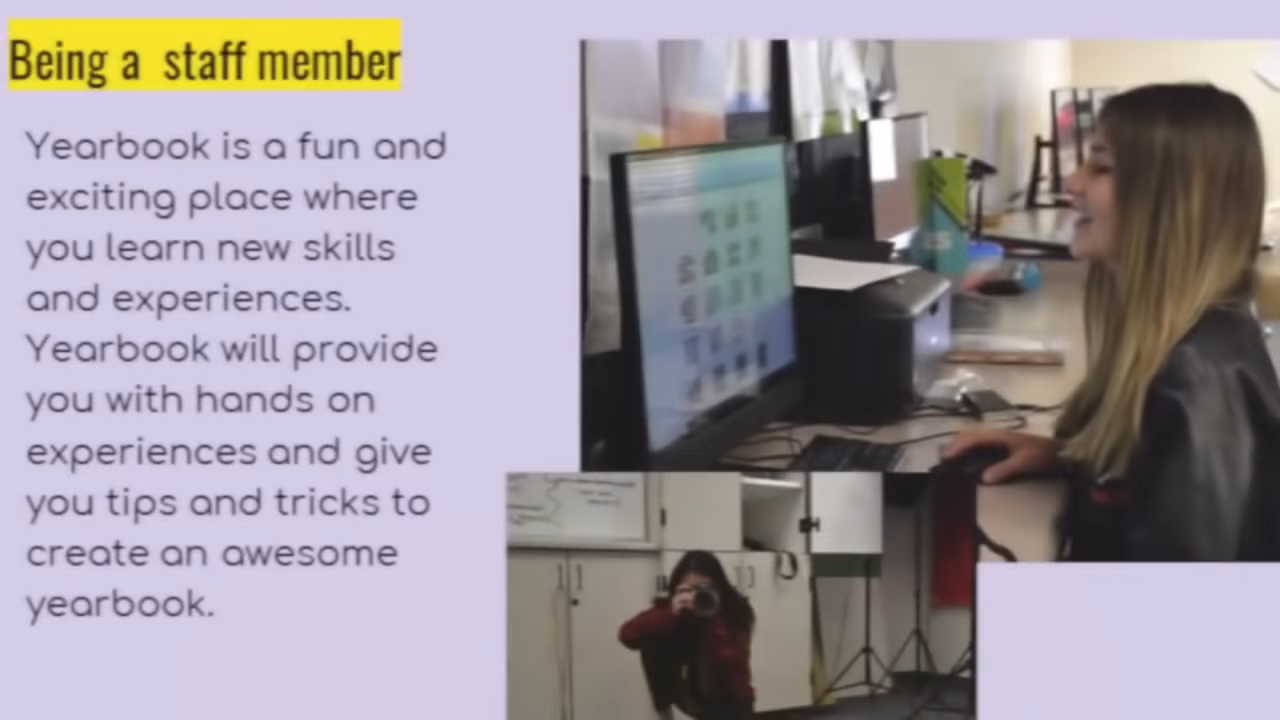 Being a staff member
Yearbook is a fun and
exciting place where
you learn new skills
and experiences.
Yearbook will provide
you with hands on
experiences and give
you tips and tricks to
create an awesome
yearbook.